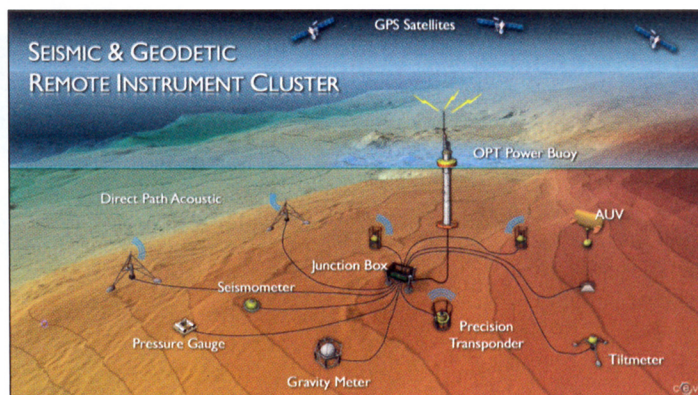 GPS Satellites
SEISMIC & GEODETIC
REMOTE INSTRUMENT CLUSTER
OPT Power Buoy
Direct Path Acoustic
AUV
Junction Box
Seismometer
Pressure Gauge
Precision
Transponder
Tiltmeter
Gravity Meter